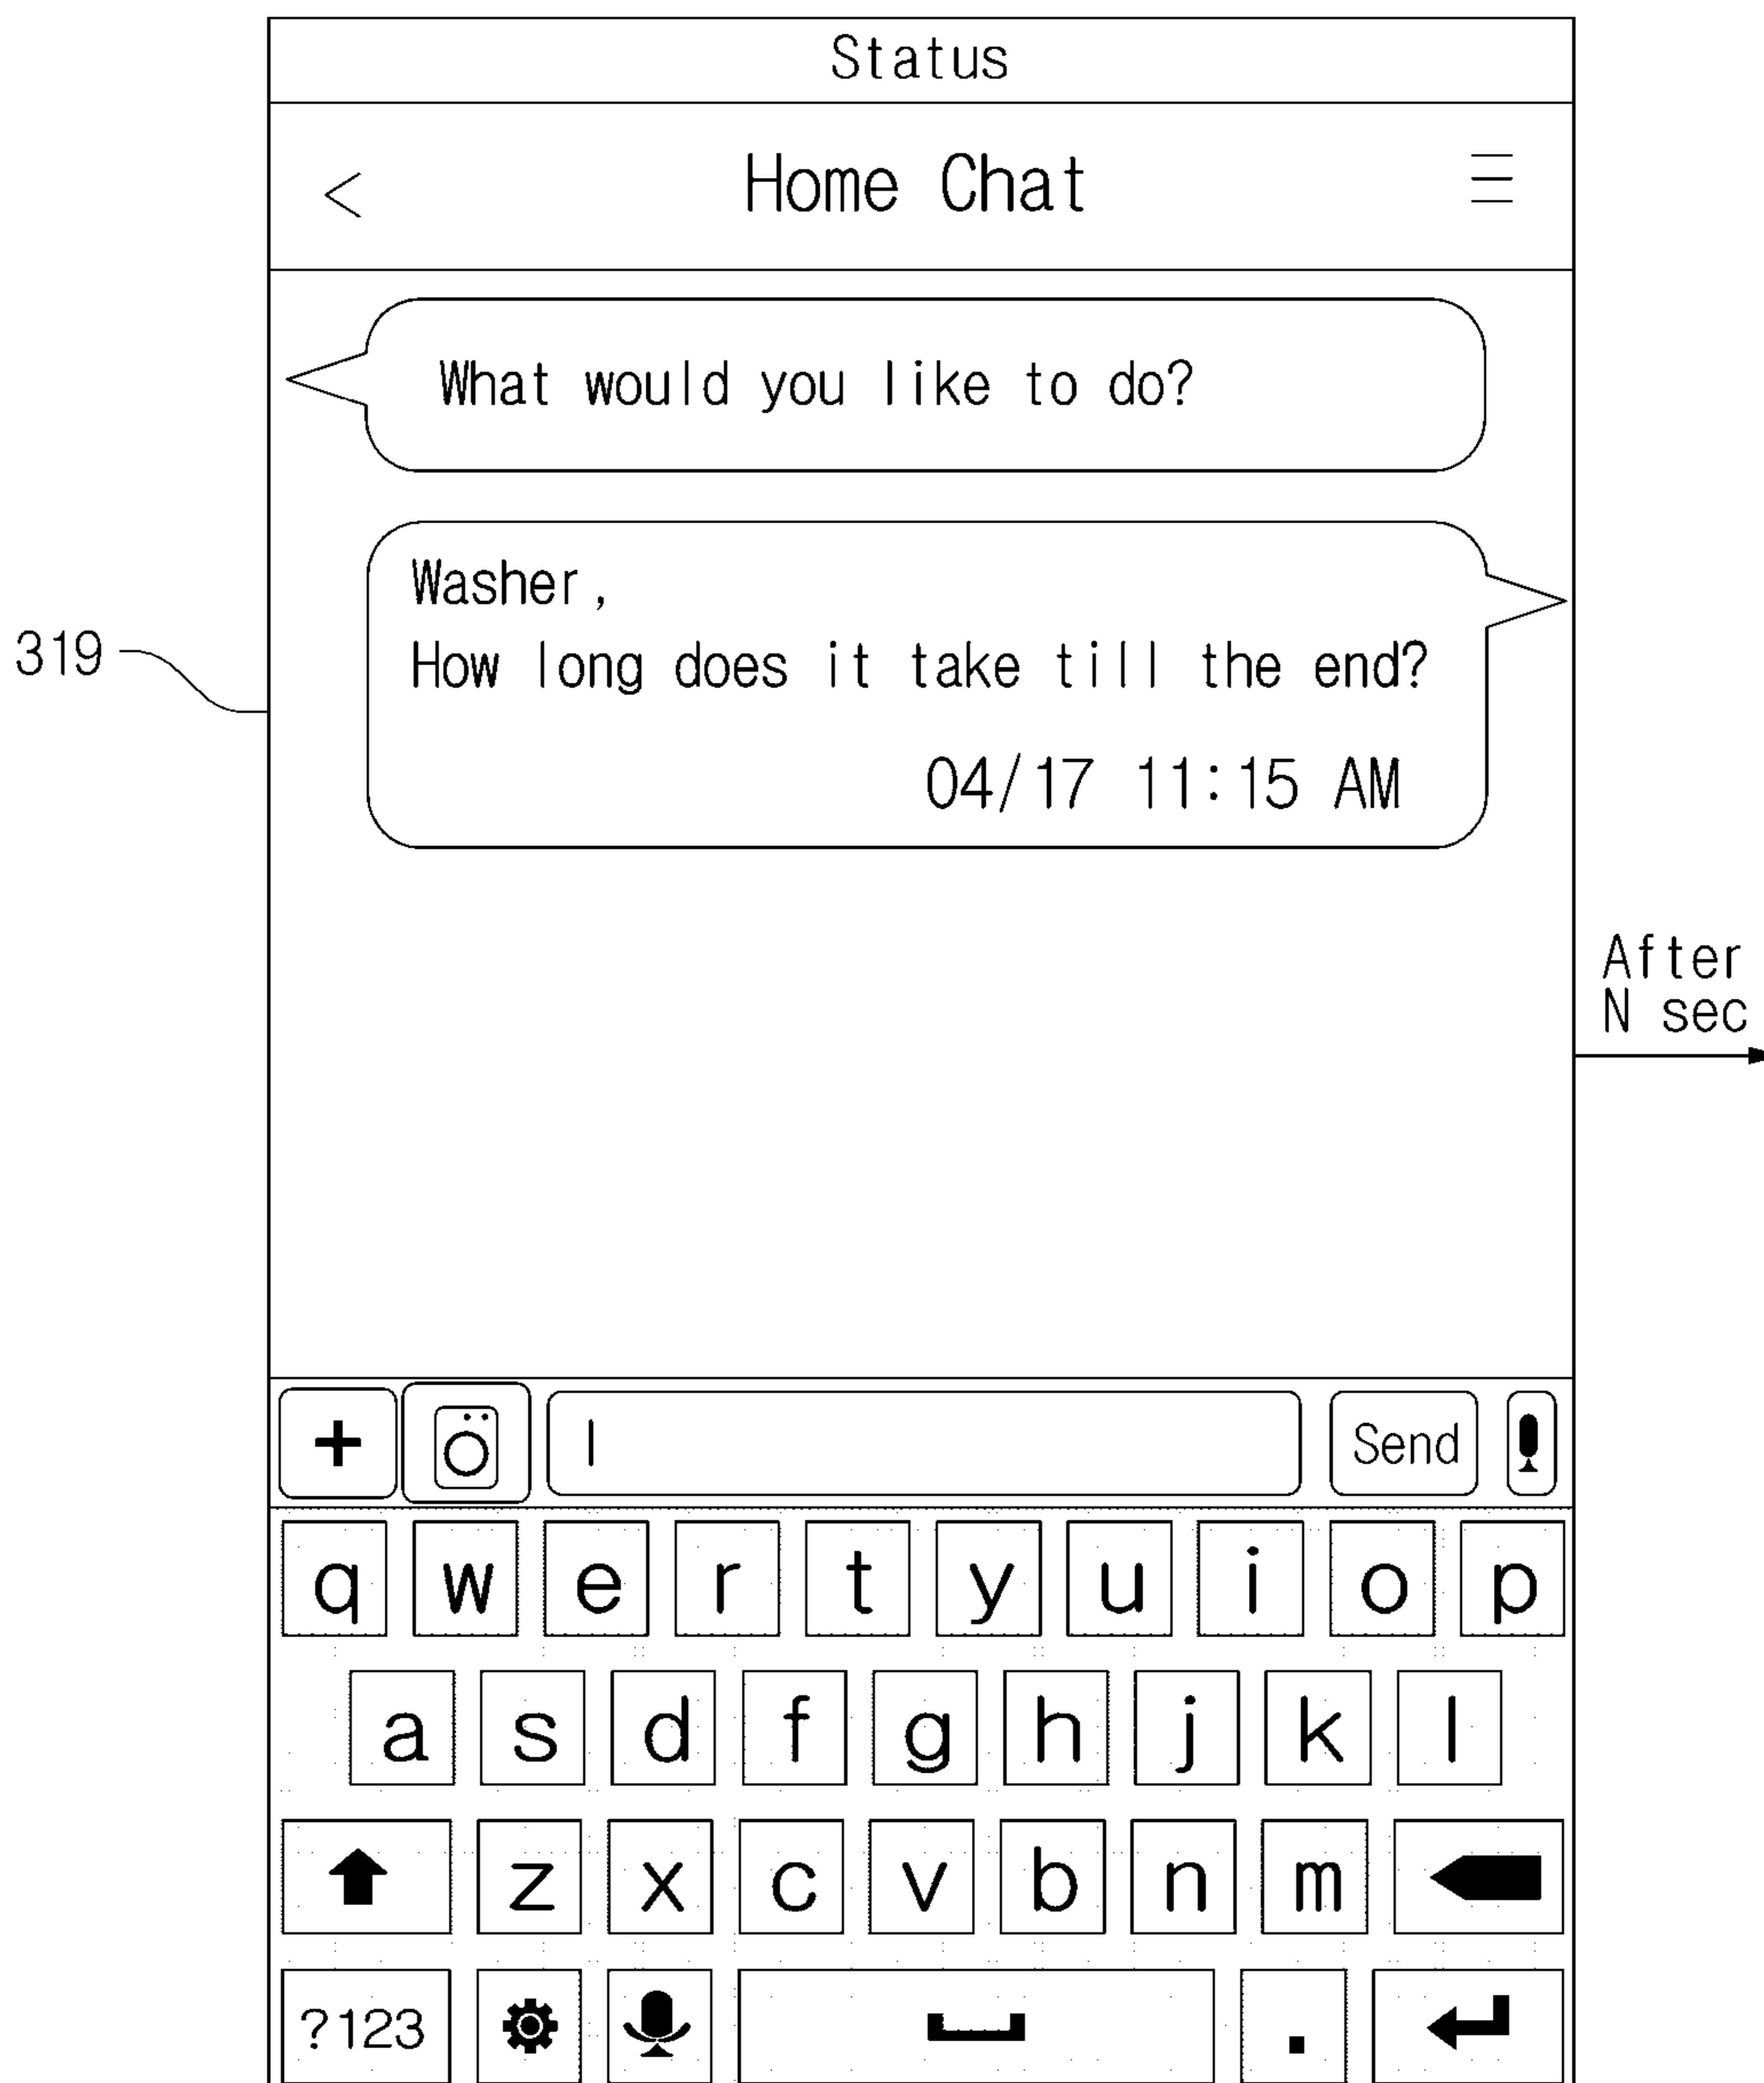 Status
< Home Chat
What would you like to do?
Washer,
How long does it take till the end?
04/17 11:15 AM
319
After
N sec
+ Send
q w e r t y u i o p
a s d f g h j k l
z x c v b n m
?123 .